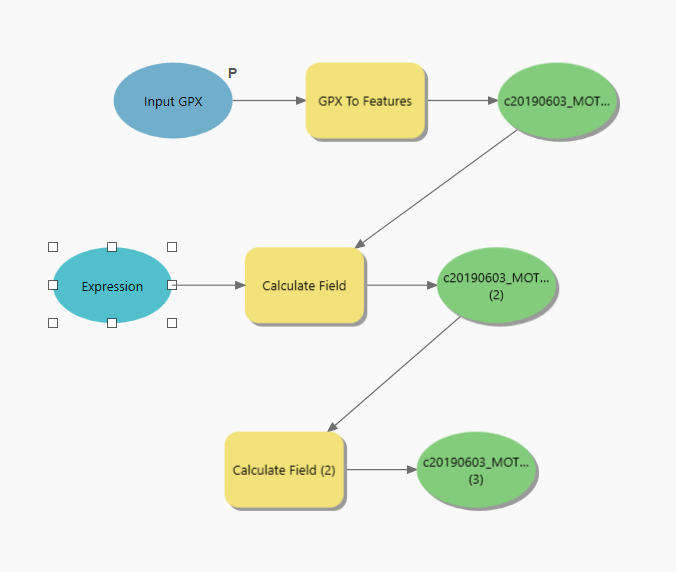 P
Input GPX
GPX To Features
c20190603_MOT...
Expression
Calculate Field
c20190603_MOT...
(2)
Calculate Field (2)
c20190603_MOT...
(3)